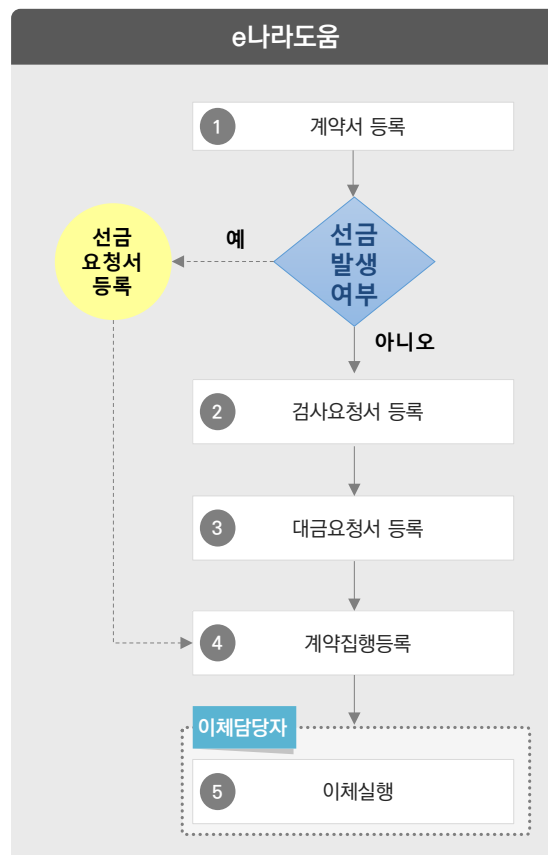 e나라도움
1 계약서 등록
선금
발생
여부
예
선금
요청서
등록
아니오
2 검사요청서 등록
3 대금요청서 등록
4 계약집행등록
이체담당자
5 이체실행